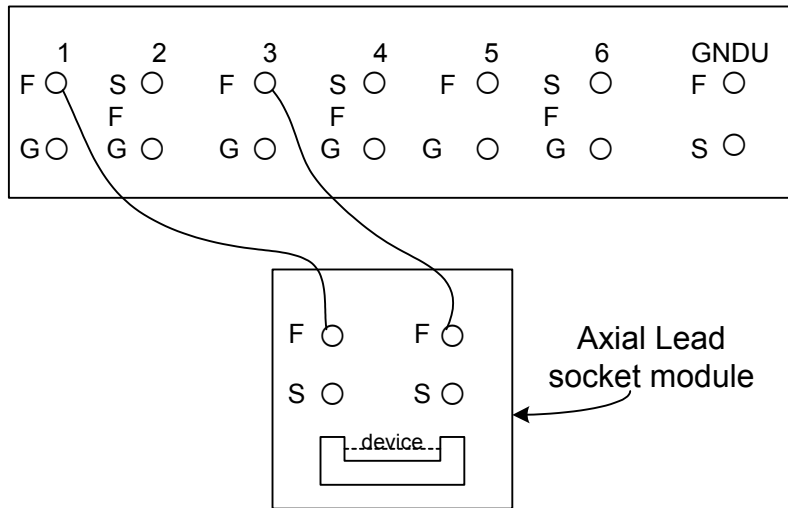 1 2 3 4 5 6 GNDU
F S F S F S F
F F F
G G G G G G S
F F
Axial Lead
socket module
S S
device